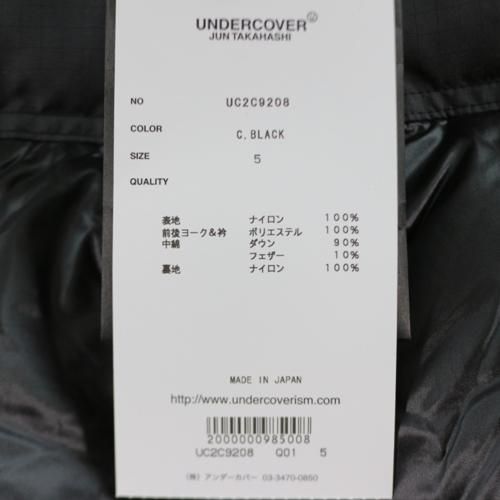 UNDERCOVER
JUN TAKAHASHI
NO UC2C9208
COLOR C.BLACK
SIZE 5
QUALITY
表地 ナイロン 100%
前後ヨーク&衿 ポリエステル 100%
中綿 ダウン 90%
フェザー 10%
裏地 ナイロン 100%
MADE IN JAPAN
http://www.undercoverism.com
2000000985008
UC2C9208 Q01 5
(株)アンダーカバー 03-3470-0850